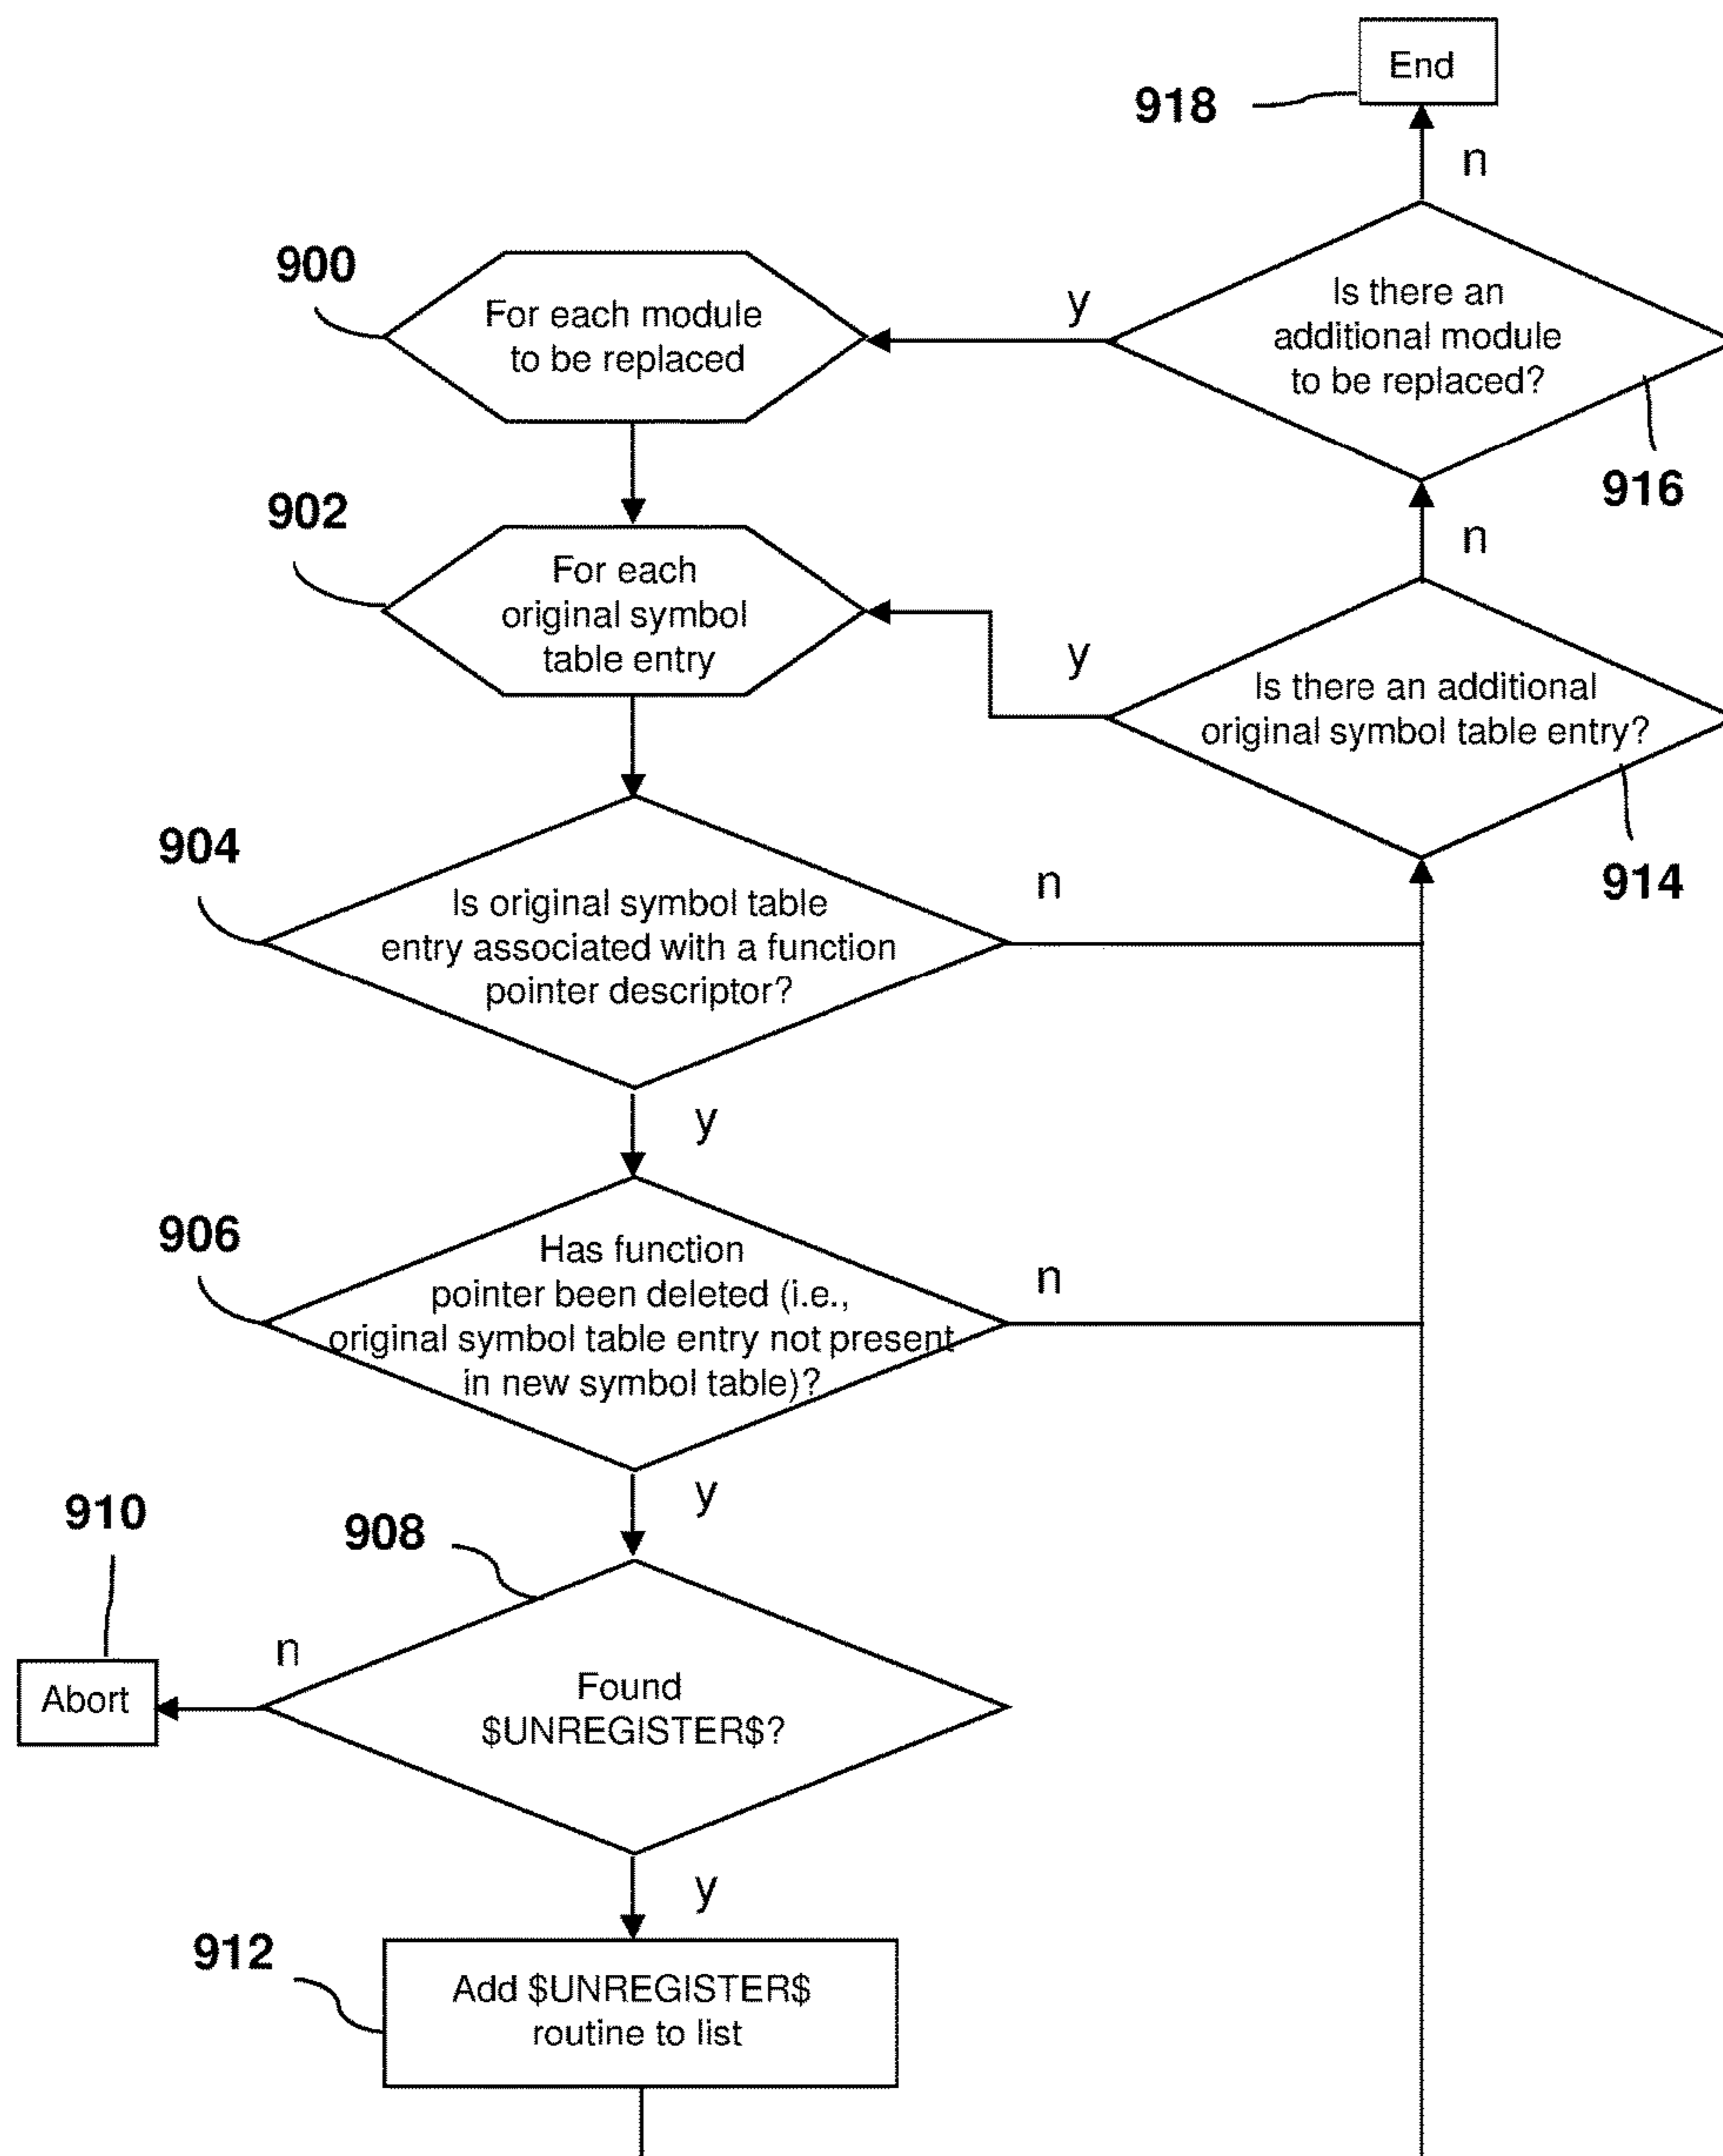 End
918
n
900
For each module
to be replaced
y
Is there an
additional module
to be replaced?
916
902
For each
original symbol
table entry
n
y
Is there an additional
original symbol table entry?
914
904
Is original symbol table
entry associated with a function
pointer descriptor?
n
y
906
Has function
pointer been deleted (i.e.,
original symbol table entry not present
in new symbol table)?
n
y
910
908
n
Abort
Found
$UNREGISTER$?
y
912
Add $UNREGISTER$
routine to list